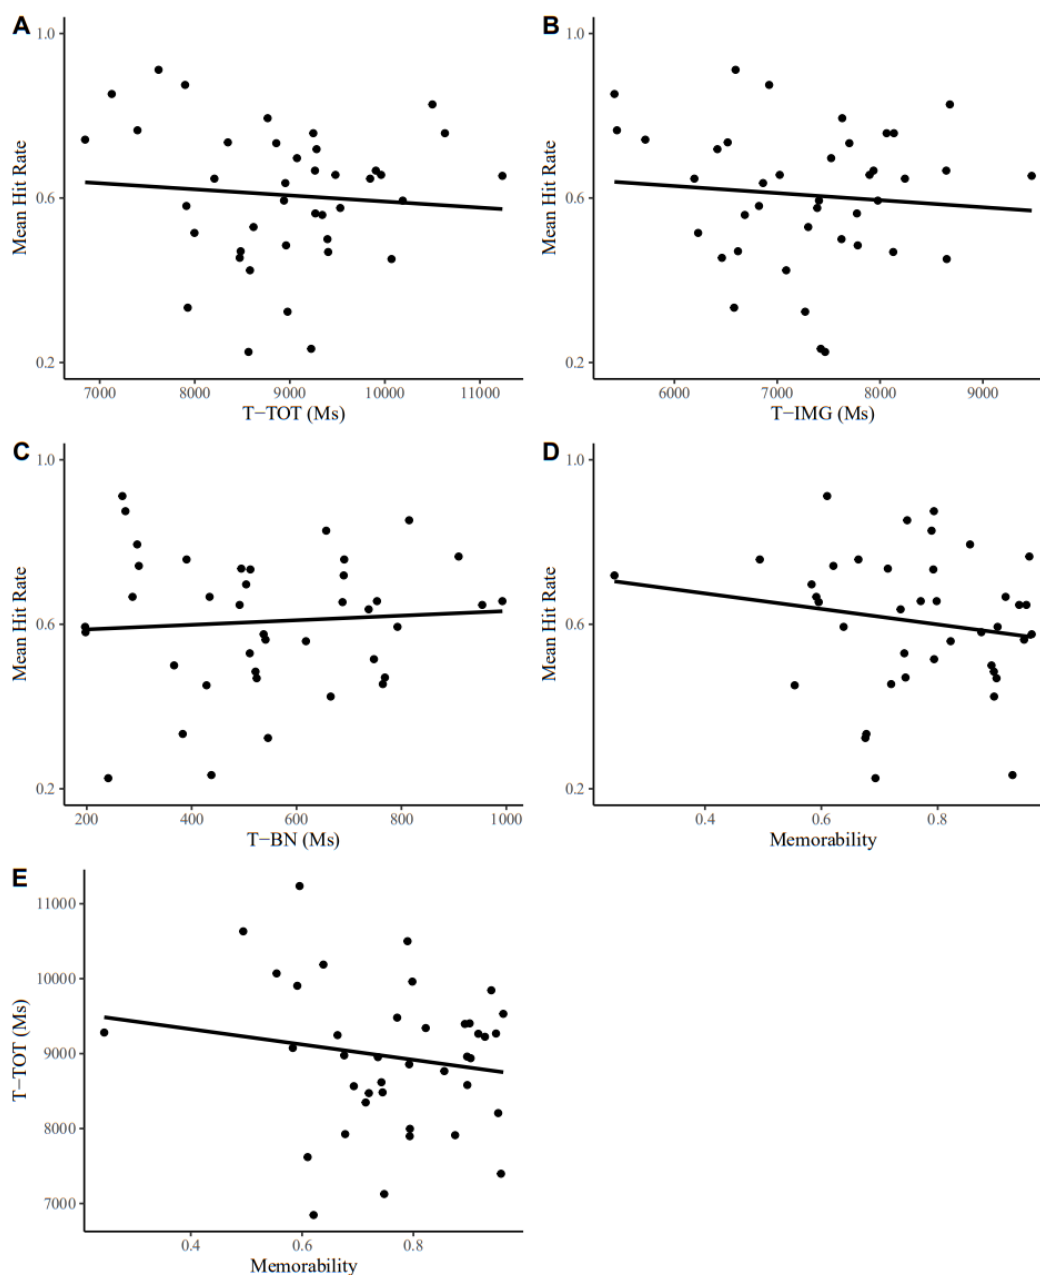 A
B
Mean Hit Rate
1.0
0.6
0.2
7000 8000 9000 10000 11000
T−TOT (Ms)
Mean Hit Rate
1.0
0.6
0.2
6000 7000 8000 9000
T−IMG (Ms)
C
D
Mean Hit Rate
1.0
0.6
0.2
200 400 600 800 1000
T−BN (Ms)
Mean Hit Rate
1.0
0.6
0.2
0.4 0.6 0.8
Memorability
E
T−TOT (Ms)
11000
10000
9000
8000
7000
0.4 0.6 0.8
Memorability